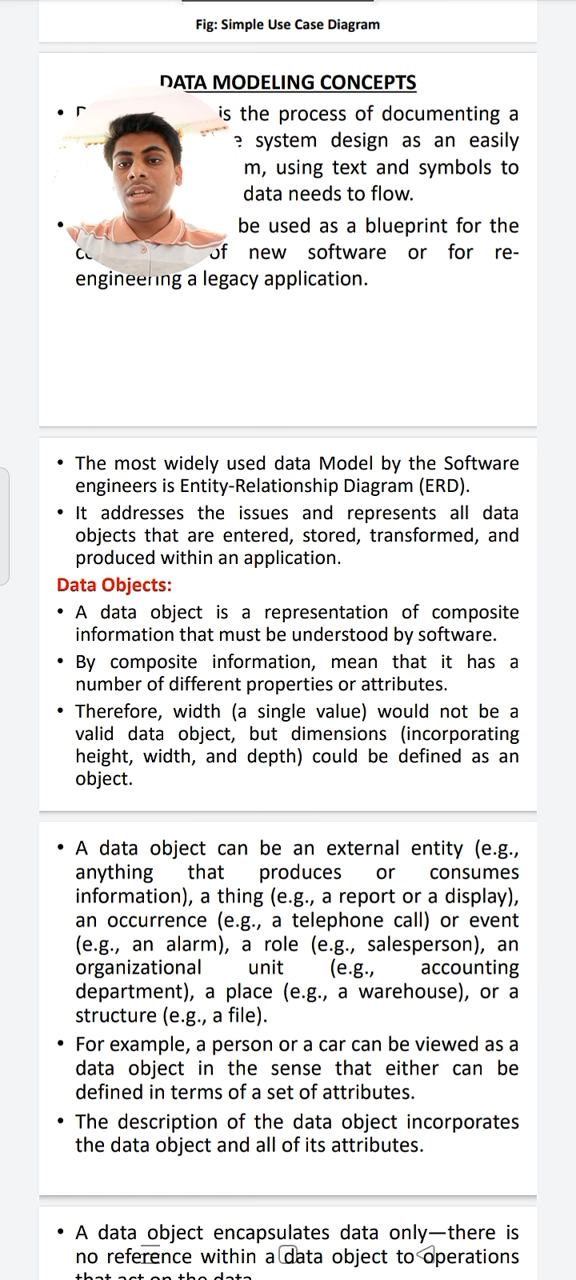 Fig: Simple Use Case Diagram
DATA MODELING CONCEPTS
• is the process of documenting a
system design as an easily
m, using text and symbols to
data needs to flow.
• be used as a blueprint for the
of new software or for re-
engineering a legacy application.
• The most widely used data Model by the Software
engineers is Entity-Relationship Diagram (ERD).
• It addresses the issues and represents all data
objects that are entered, stored, transformed, and
produced within an application.
Data Objects:
• A data object is a representation of composite
information that must be understood by software.
• By composite information, mean that it has a
number of different properties or attributes.
• Therefore, width (a single value) would not be a
valid data object, but dimensions (incorporating
height, width, and depth) could be defined as an
object.
• A data object can be an external entity (e.g.,
anything that produces or consumes
information), a thing (e.g., a report or a display),
an occurrence (e.g., a telephone call) or event
(e.g., an alarm), a role (e.g., salesperson), an
organizational unit (e.g., accounting
department), a place (e.g., a warehouse), or a
structure (e.g., a file).
• For example, a person or a car can be viewed as a
data object in the sense that either can be
defined in terms of a set of attributes.
• The description of the data object incorporates
the data object and all of its attributes.
• A data object encapsulates data only—there is
no reference within a data object to operations
that act on the data.